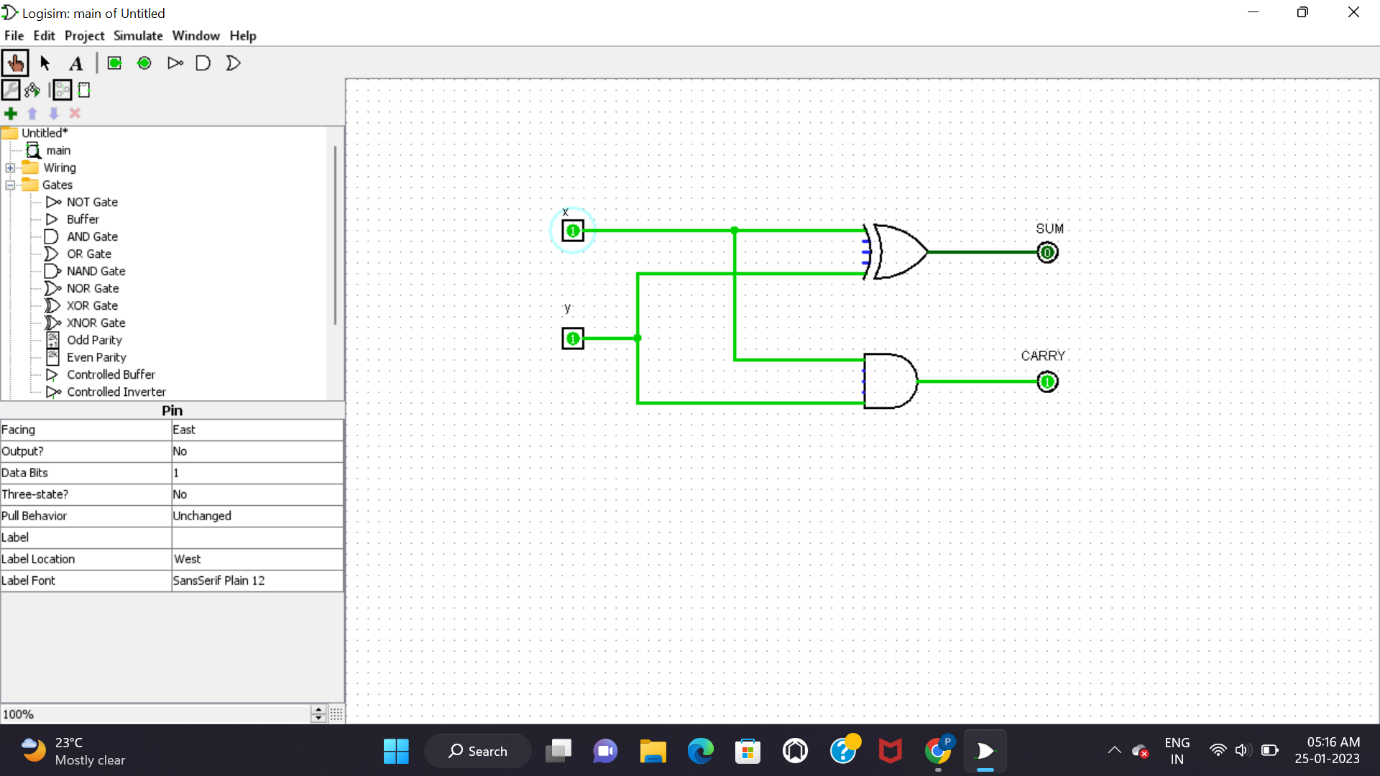 Logisim: main of Untitled
File Edit Project Simulate Window Help
A
Untitled*
main
Wiring
Gates
NOT Gate
Buffer
AND Gate
OR Gate
NAND Gate
NOR Gate
XOR Gate
XNOR Gate
Odd Parity
Even Parity
Controlled Buffer
Controlled Inverter
Pin
Facing East
Output? No
Data Bits 1
Three-state? No
Pull Behavior Unchanged
Label
Label Location West
Label Font SansSerif Plain 12
100%
x
1
y
1
SUM
0
CARRY
1
23°C
Mostly clear
Search
P
ENG
IN
05:16 AM
25-01-2023